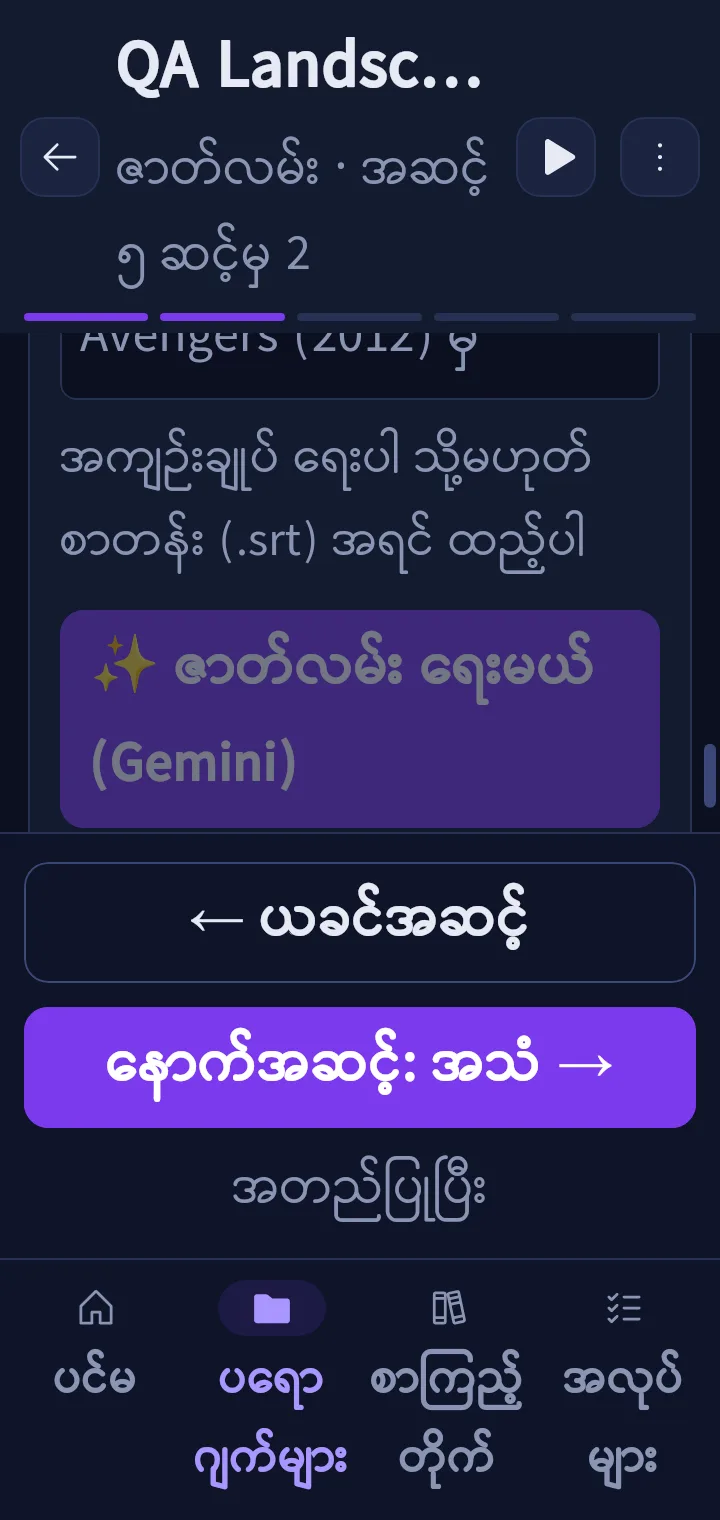 QA Landsc...
ဇာတ်လမ်း · အဆင့်
၅ ဆင့်မှ 2
Avengers (2012) မှ
အကျဉ်းချုပ် ရေးပါ သို့မဟုတ်
စာတန်း (.srt) အရင် ထည့်ပါ
✨ ဇာတ်လမ်း ရေးမယ်
(Gemini)
← ယခင်အဆင့်
နောက်အဆင့်: အသံ →
အတည်ပြုပြီး
ပင်မ
ပရော
ဂျက်များ
စာကြည့်
တိုက်
အလုပ်
များ